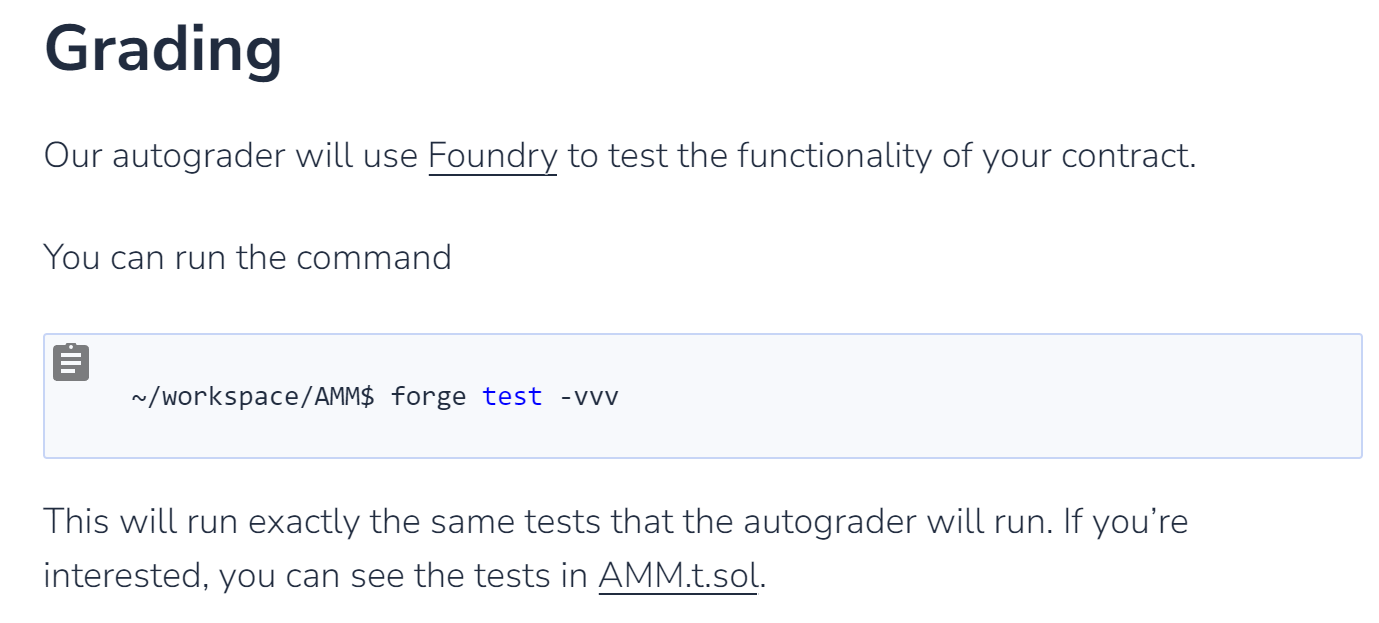 Grading
Our autograder will use Foundry to test the functionality of your contract.
You can run the command
~/workspace/AMM$ forge test -vvv
This will run exactly the same tests that the autograder will run. If you’re
interested, you can see the tests in AMM.t.sol.